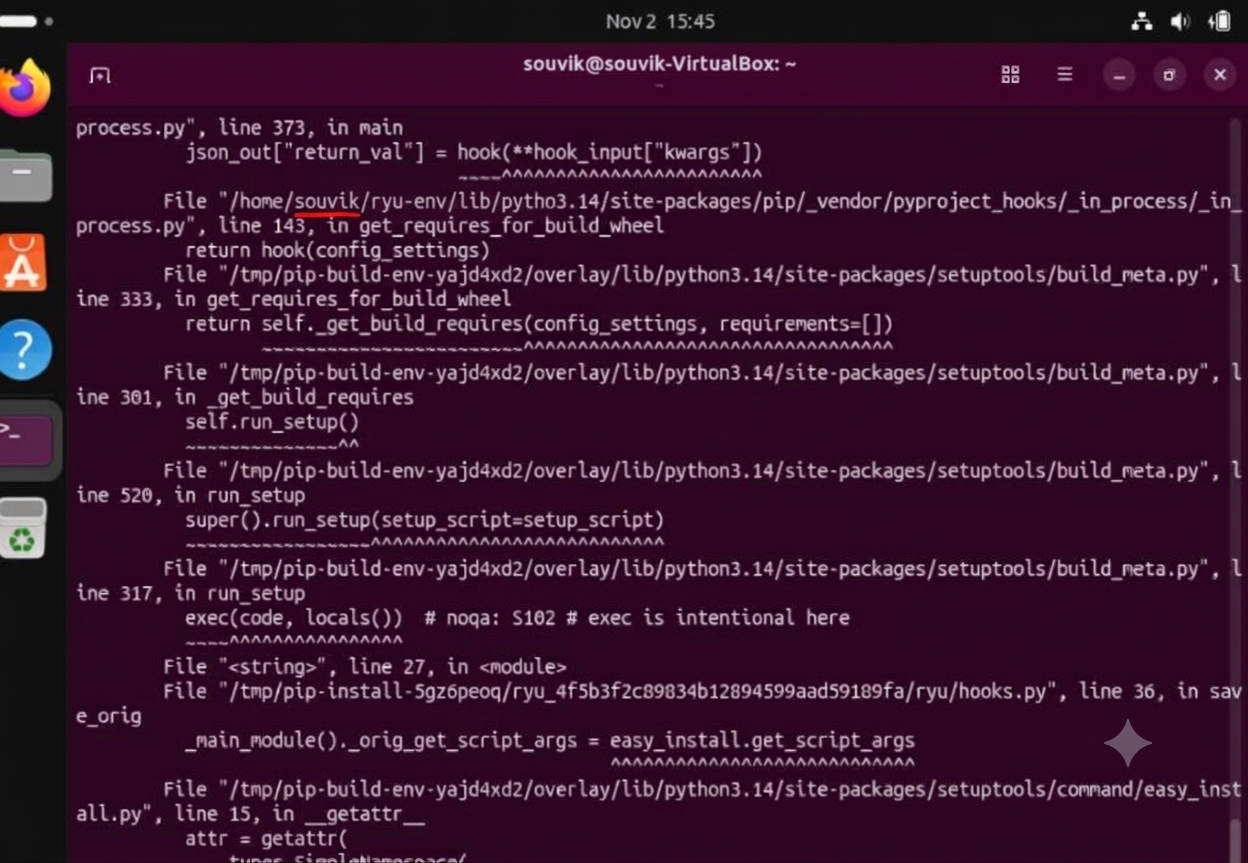 Nov 2 15:45
souvik@souvik-VirtualBox: ~
process.py", line 373, in main
json_out["return_val"] = hook(**hook_input["kwargs"])
~~~~^^^^^^^^^^^^^^^^^^^^^^^^
File "/home/souvik/ryu-env/lib/pytho3.14/site-packages/pip/_vendor/pyproject_hooks/_in_process/_in_
process.py", line 143, in get_requires_for_build_wheel
return hook(config_settings)
File "/tmp/pip-build-env-yajd4xd2/overlay/lib/python3.14/site-packages/setuptools/build_meta.py", l
ine 333, in get_requires_for_build_wheel
return self._get_build_requires(config_settings, requirements=[])
~~~~~~~~~~~~~~~~~~~~~~~~^^^^^^^^^^^^^^^^^^^^^^^^^^^^^^^^^^
File "/tmp/pip-build-env-yajd4xd2/overlay/lib/python3.14/site-packages/setuptools/build_meta.py", l
ine 301, in _get_build_requires
self.run_setup()
~~~~~~~~~~~~~~^^
File "/tmp/pip-build-env-yajd4xd2/overlay/lib/python3.14/site-packages/setuptools/build_meta.py", l
ine 520, in run_setup
super().run_setup(setup_script=setup_script)
~~~~~~~~~~~~~~~~~^^^^^^^^^^^^^^^^^^^^^^^^^^^
File "/tmp/pip-build-env-yajd4xd2/overlay/lib/python3.14/site-packages/setuptools/build_meta.py", l
ine 317, in run_setup
exec(code, locals())  # noqa: S102 # exec is intentional here
~~~~^^^^^^^^^^^^^^^^
File "<string>", line 27, in <module>
File "/tmp/pip-install-5gz6peoq/ryu_4f5b3f2c89834b12894599aad59189fa/ryu/hooks.py", line 36, in sav
e_orig
_main_module()._orig_get_script_args = easy_install.get_script_args
^^^^^^^^^^^^^^^^^^^^^^^^^^^^
File "/tmp/pip-build-env-yajd4xd2/overlay/lib/python3.14/site-packages/setuptools/command/easy_inst
all.py", line 15, in __getattr__
attr = getattr(
types.SimpleNamespace(